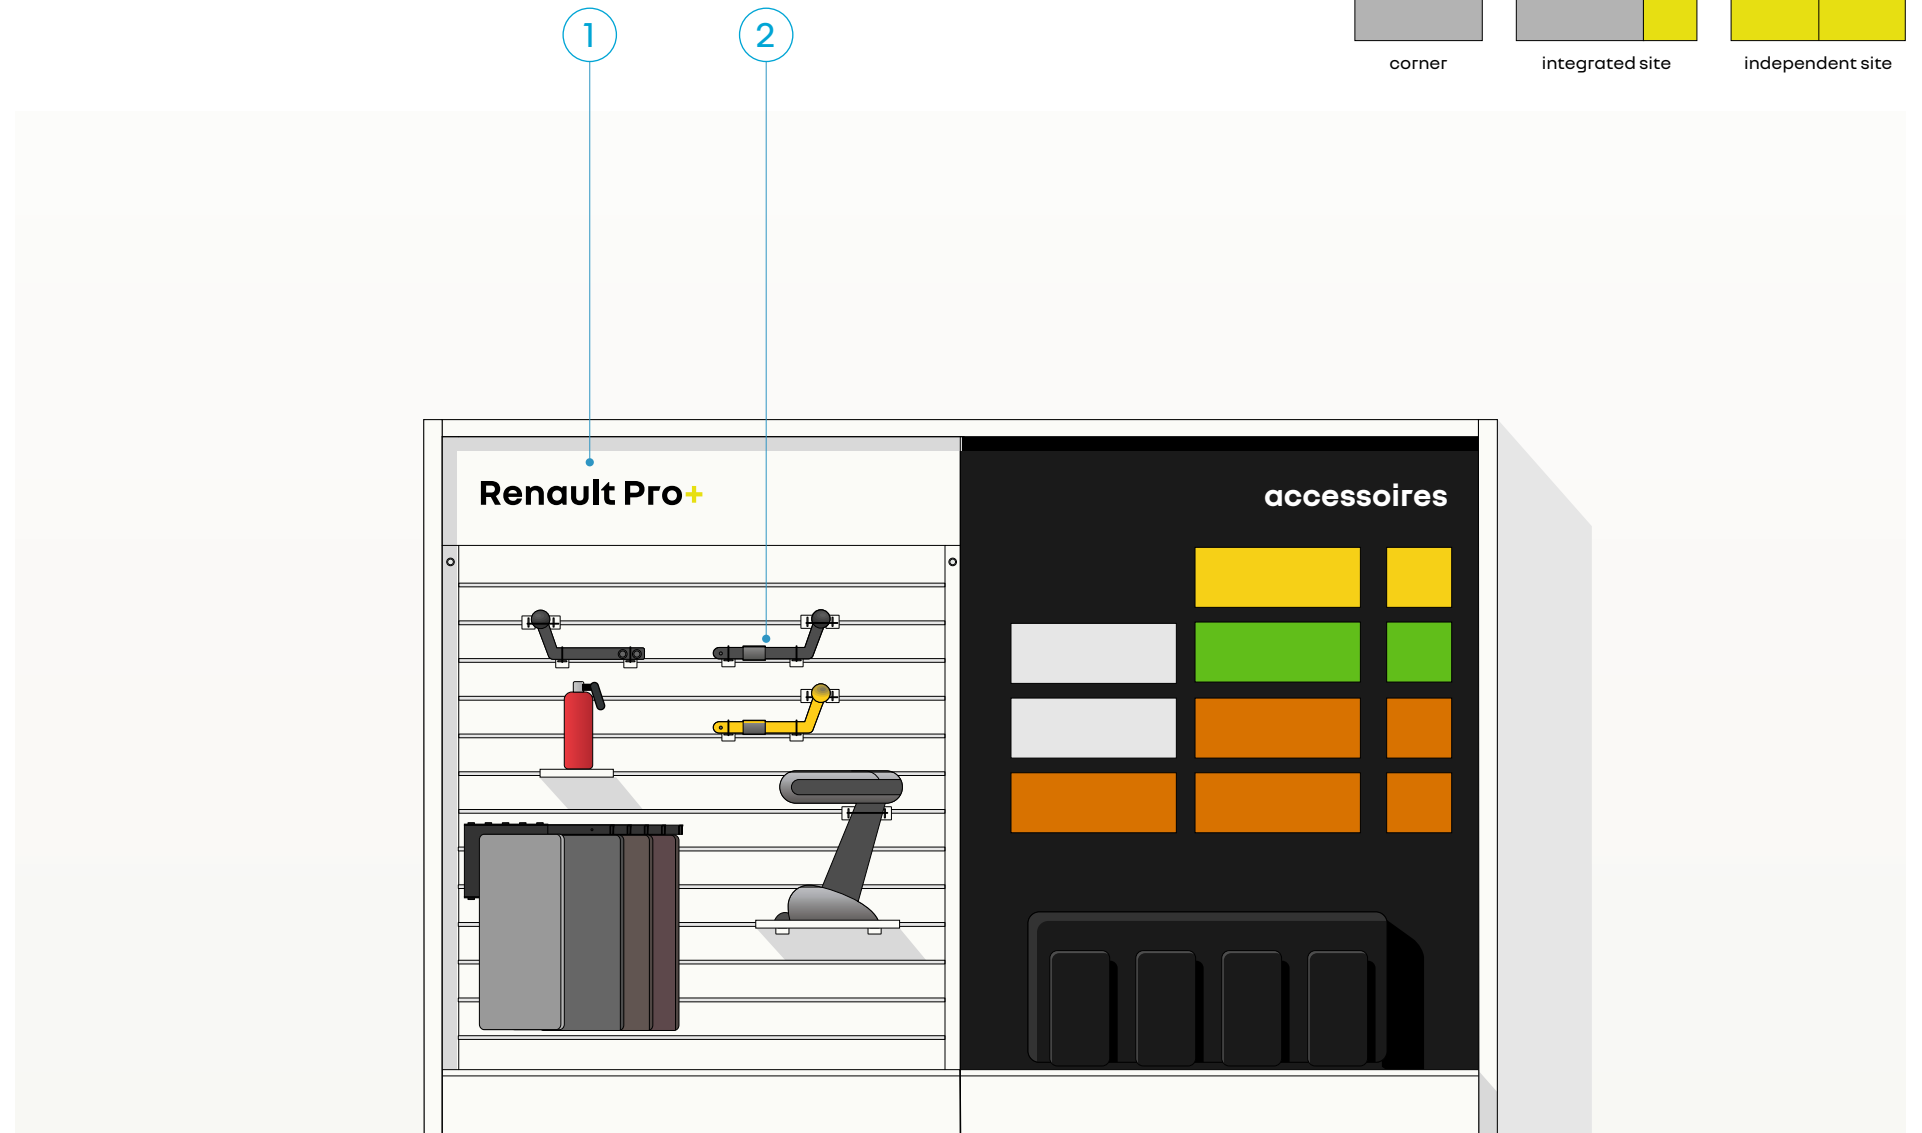 1
2
corner
integrated site
independent site
Renault Pro+
accessoires